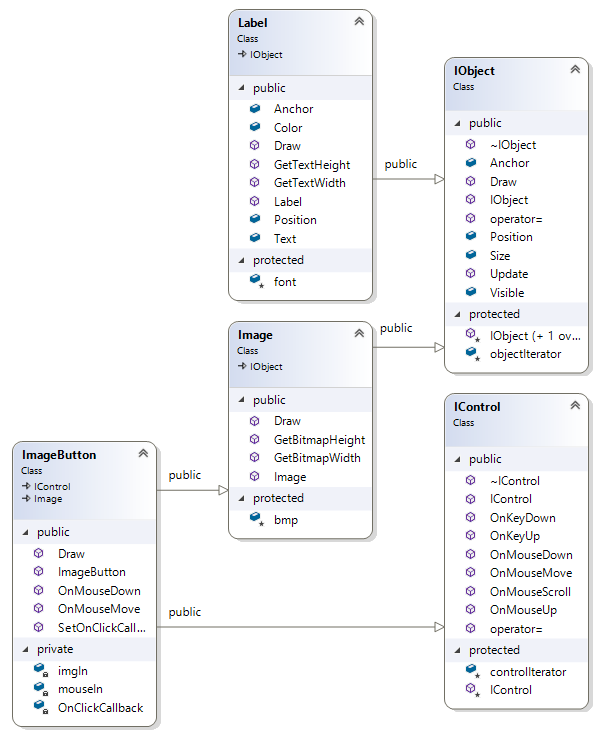 Label
Class
IObject
public
Anchor
Color
Draw
GetTextHeight
GetTextWidth
Label
Position
Text
protected
font
public
IObject
Class
public
~IObject
Anchor
Draw
IObject
operator=
Position
Size
Update
Visible
protected
IObject (+ 1 ov...
objectIterator
Image
Class
IObject
public
Draw
GetBitmapHeight
GetBitmapWidth
Image
protected
bmp
public
IControl
Class
public
~IControl
IControl
OnKeyDown
OnKeyUp
OnMouseDown
OnMouseMove
OnMouseScroll
OnMouseUp
operator=
protected
controlIterator
IControl
ImageButton
Class
IControl
Image
public
Draw
ImageButton
OnMouseDown
OnMouseMove
SetOnClickCall...
private
imgIn
mouseIn
OnClickCallback
public
public